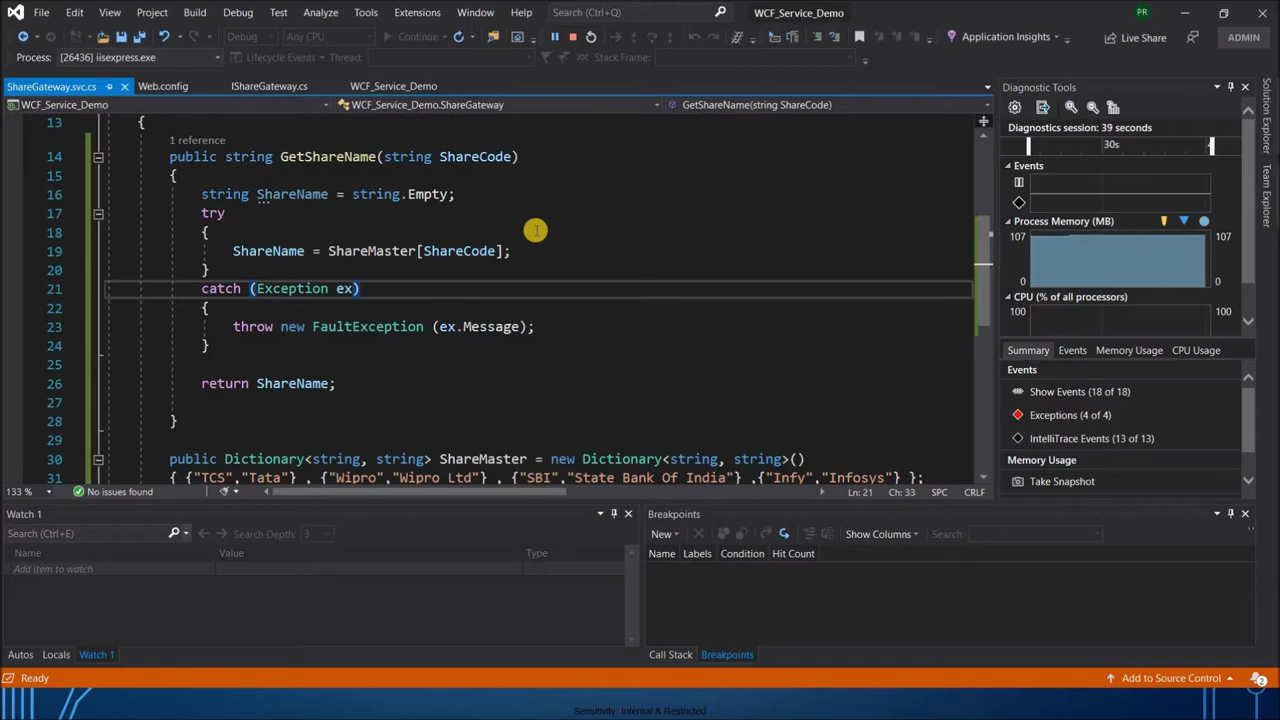 File Edit View Project Build Debug Test Analyze Tools Extensions Window Help Search (Ctrl+Q) WCF_Service_Demo PR
Debug Any CPU Continue Application Insights Live Share ADMIN
Process: [26436] iisexpress.exe Lifecycle Events Thread: Stack Frame:
ShareGateway.svc.cs Web.config IShareGateway.cs WCF_Service_Demo
WCF_Service_Demo WCF_Service_Demo.ShareGateway GetShareName(string ShareCode)
13 {
1 reference
14 public string GetShareName(string ShareCode)
15 {
16 string ShareName = string.Empty;
17 try
18 {
19 ShareName = ShareMaster[ShareCode];
20 }
21 catch (Exception ex)
22 {
23 throw new FaultException (ex.Message);
24 }
25
26 return ShareName;
27
28 }
29
30 public Dictionary<string, string> ShareMaster = new Dictionary<string, string>()
31 { {"TCS","Tata"} , {"Wipro","Wipro Ltd"} , {"SBI","State Bank Of India"} ,{"Infy","Infosys"} };
133 % No issues found Ln: 21 Ch: 33 SPC CRLF
Diagnostic Tools
Diagnostics session: 39 seconds
30s
Events
Process Memory (MB)
107 107
0 0
CPU (% of all processors)
100 100
Summary Events Memory Usage CPU Usage
Events
Show Events (18 of 18)
Exceptions (4 of 4)
IntelliTrace Events (13 of 13)
Memory Usage
Take Snapshot
Solution Explorer
Team Explorer
Watch 1
Search (Ctrl+E) Search Depth: 3
Name Value Type
Add item to watch
Autos Locals Watch 1
Breakpoints
New Show Columns Search:
Name Labels Condition Hit Count
Call Stack Breakpoints
Ready Add to Source Control 2
Sensitivity: Internal & Restricted